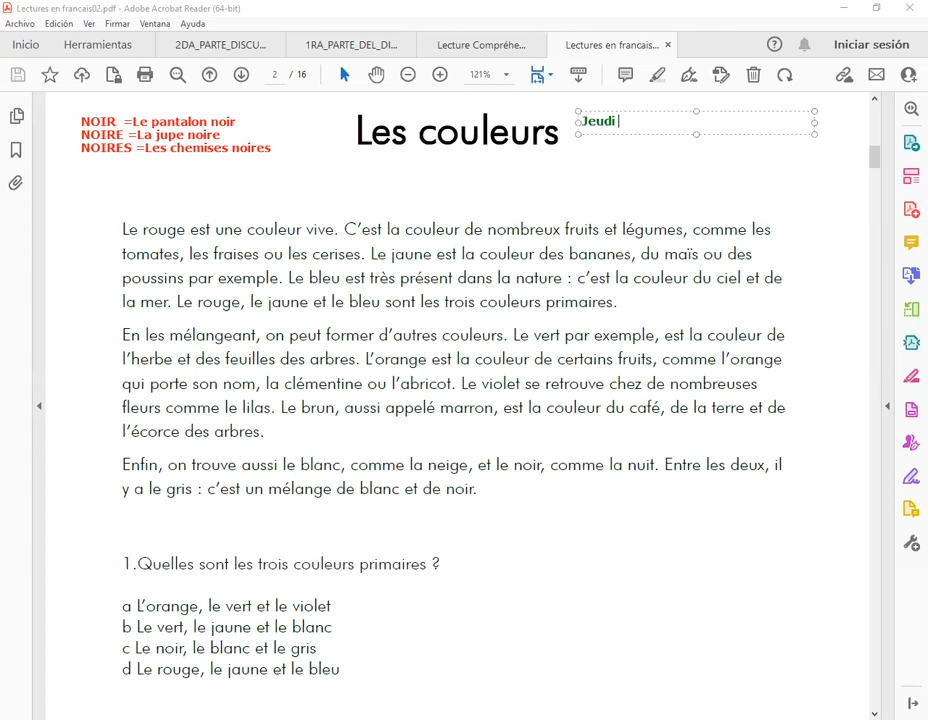 Lectures en francais02.pdf - Adobe Acrobat Reader (64-bit)
Archivo Edición Ver Firmar Ventana Ayuda
Inicio Herramientas 2DA_PARTE_DISCU... 1RA_PARTE_DEL_DI... Lecture Compréhe... Lectures en francais... × Iniciar sesión
2 / 16 121%
NOIR =Le pantalon noir
NOIRE =La jupe noire
NOIRES =Les chemises noires
Les couleurs
Jeudi
Le rouge est une couleur vive. C’est la couleur de nombreux fruits et légumes, comme les
tomates, les fraises ou les cerises. Le jaune est la couleur des bananes, du maïs ou des
poussins par exemple. Le bleu est très présent dans la nature : c’est la couleur du ciel et de
la mer. Le rouge, le jaune et le bleu sont les trois couleurs primaires.
En les mélangeant, on peut former d’autres couleurs. Le vert par exemple, est la couleur de
l’herbe et des feuilles des arbres. L’orange est la couleur de certains fruits, comme l’orange
qui porte son nom, la clémentine ou l’abricot. Le violet se retrouve chez de nombreuses
fleurs comme le lilas. Le brun, aussi appelé marron, est la couleur du café, de la terre et de
l’écorce des arbres.
Enfin, on trouve aussi le blanc, comme la neige, et le noir, comme la nuit. Entre les deux, il
y a le gris : c’est un mélange de blanc et de noir.
1.Quelles sont les trois couleurs primaires ?
a L’orange, le vert et le violet
b Le vert, le jaune et le blanc
c Le noir, le blanc et le gris
d Le rouge, le jaune et le bleu